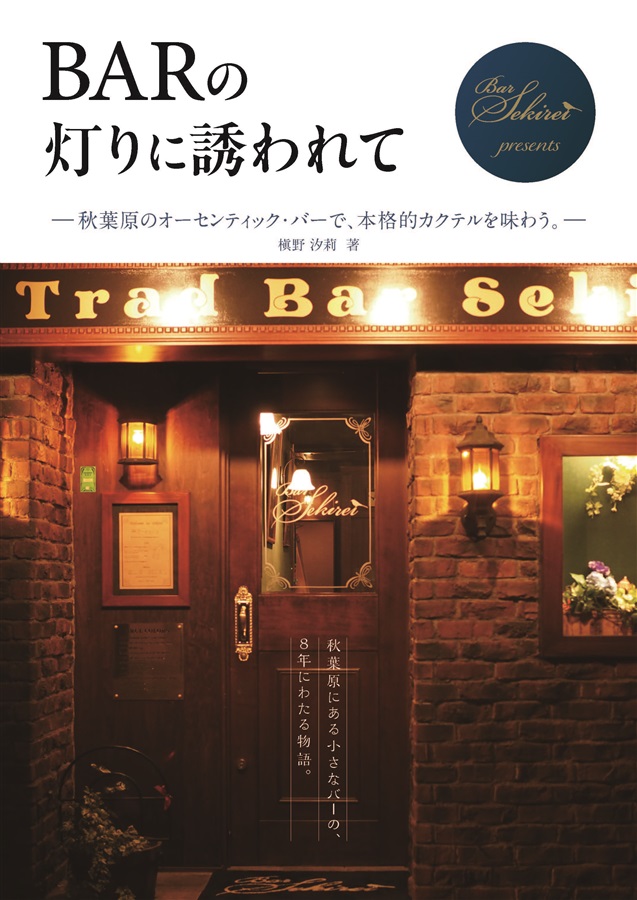 BARの
灯りに誘われて
Bar
Sekirei
presents
―秋葉原のオーセンティック・バーで、本格的カクテルを味わう。―
槇野 汐莉 著
Trad Bar Seki
Bar
Sekirei
秋葉原にある小さなバーの、
8年にわたる物語。
Bar Sekirei